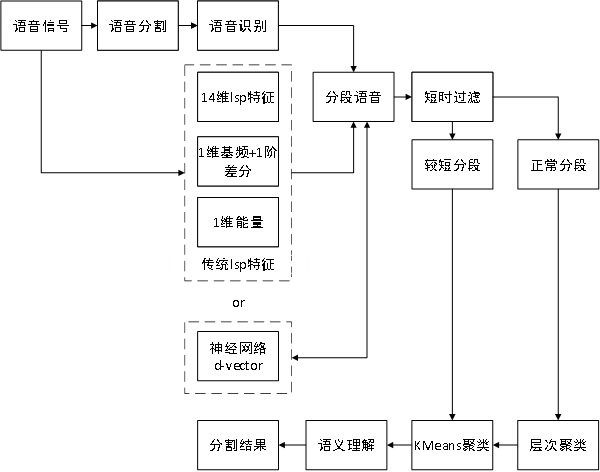 语音信号
语音分割
语音识别
14维lsp特征
分段语音
短时过滤
1维基频+1阶
差分
较短分段
正常分段
1维能量
传统lsp特征
or
神经网络
d-vector
分割结果
语义理解
KMeans聚类
层次聚类